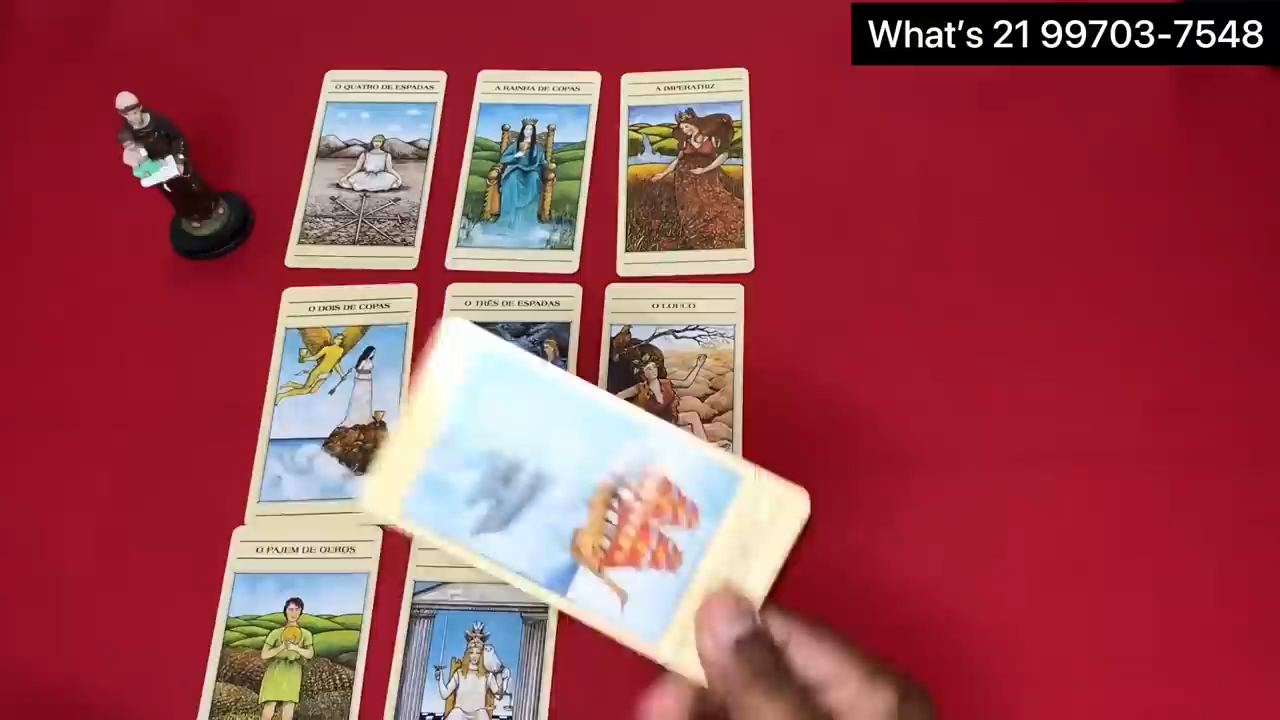 What's 21 99703-7548
O QUATRO DE ESPADAS
A RAINHA DE COPAS
A IMPERATRIZ
O DOIS DE COPAS
O TRÊS DE ESPADAS
O LOUCO
O PAJEM DE OUROS